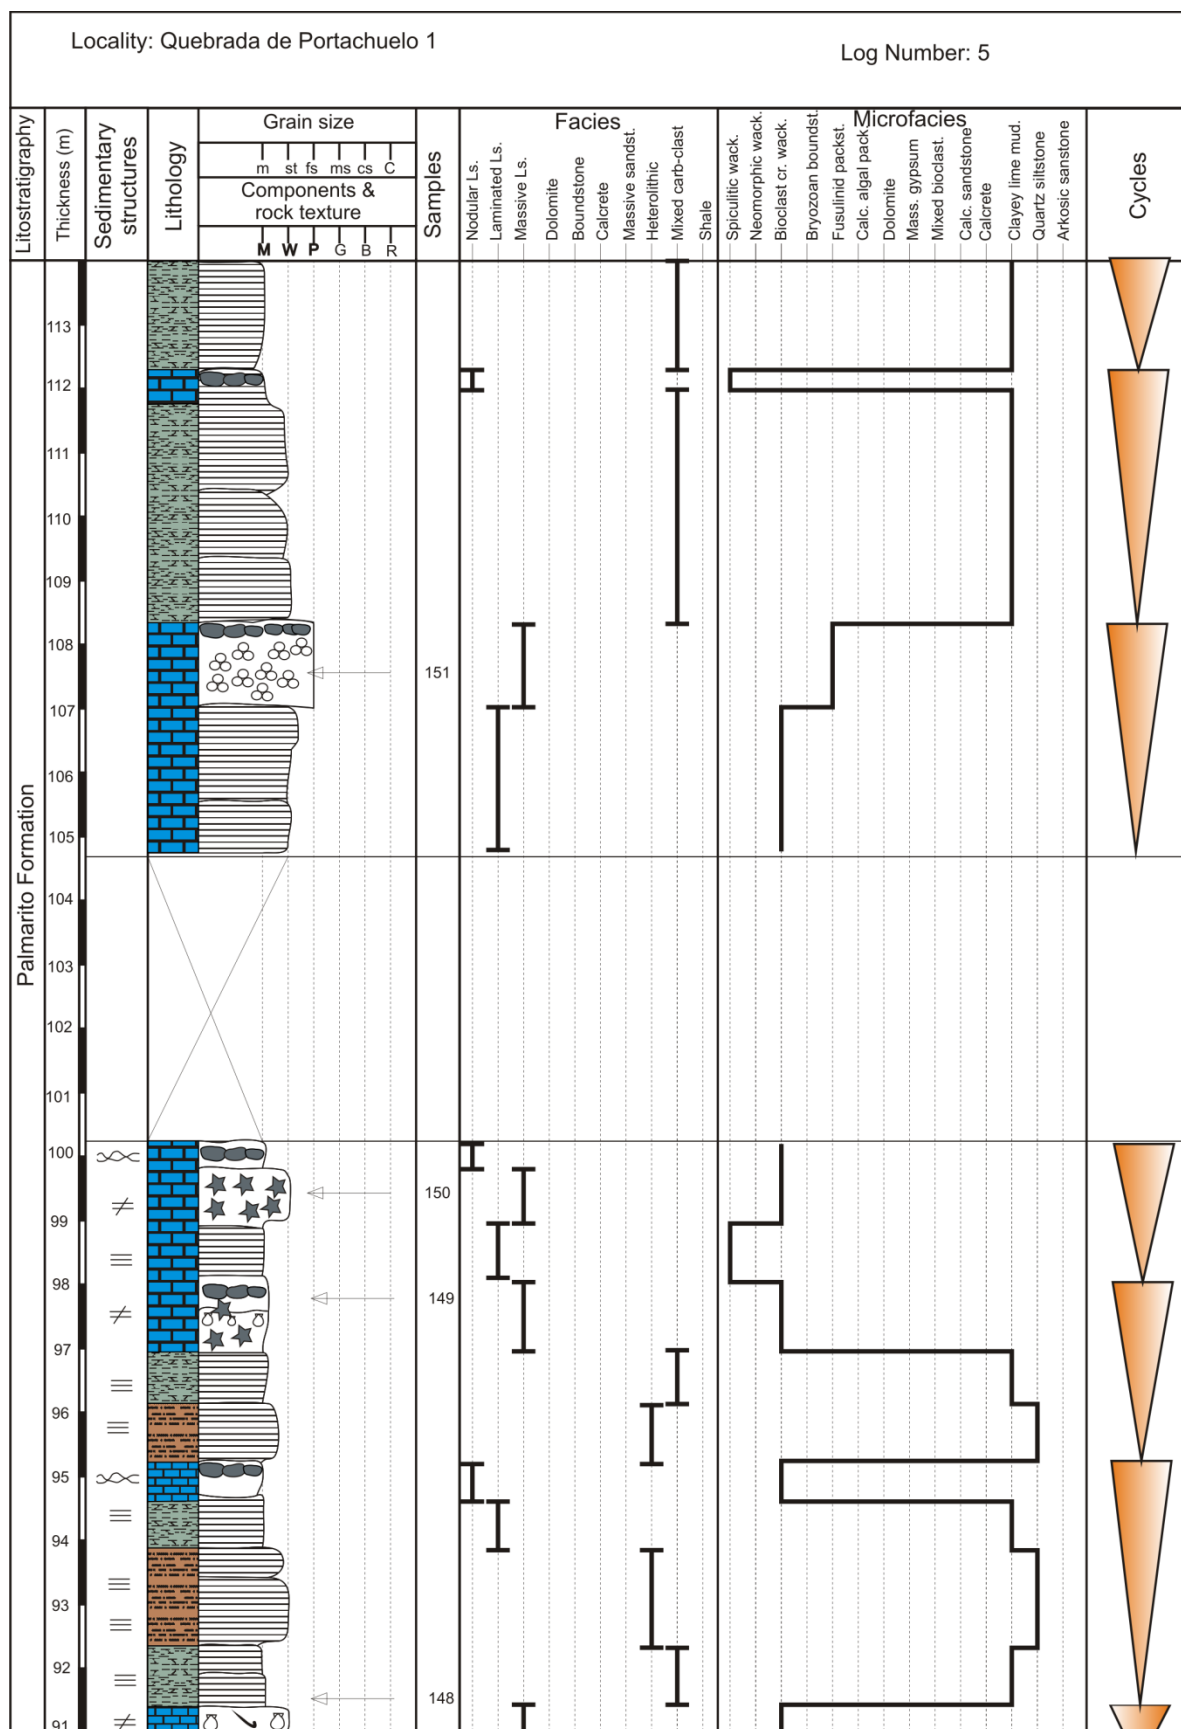 Locality: Quebrada de Portachuelo 1
Log Number: 5
Litostratigraphy
Thickness (m)
Sedimentary
structures
Lithology
Grain size
m st fs ms cs C
Components &
rock texture
M W P G B R
Samples
Facies
Nodular Ls.
Laminated Ls.
Massive Ls.
Dolomite
Boundstone
Calcrete
Massive sandst.
Heterolithic
Mixed carb-clast
Shale
Microfacies
Spiculitic wack.
Neomorphic wack.
Bioclast cr. wack.
Bryozoan boundst.
Fusulinid packst.
Calc. algal pack.
Dolomite
Mass. gypsum
Mixed bioclast.
Calc. sandstone
Calcrete
Clayey lime mud.
Quartz siltstone
Arkosic sanstone
Cycles
Palmarito Formation
113
112
111
110
109
108
151
107
106
105
104
103
102
101
100
150
99
98
149
97
96
95
94
93
92
148
91